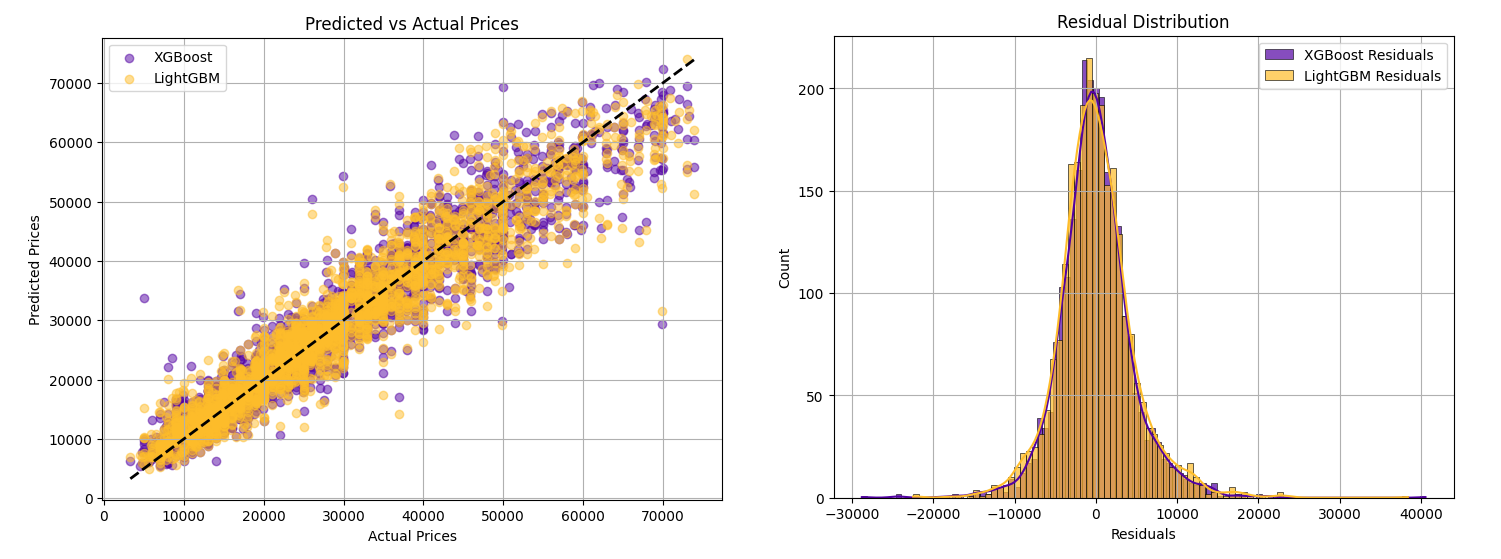 Predicted vs Actual Prices
XGBoost
LightGBM
70000
60000
50000
40000
30000
20000
10000
0
Predicted Prices
0 10000 20000 30000 40000 50000 60000 70000
Actual Prices
Residual Distribution
XGBoost Residuals
LightGBM Residuals
200
150
100
50
0
Count
−30000 −20000 −10000 0 10000 20000 30000 40000
Residuals